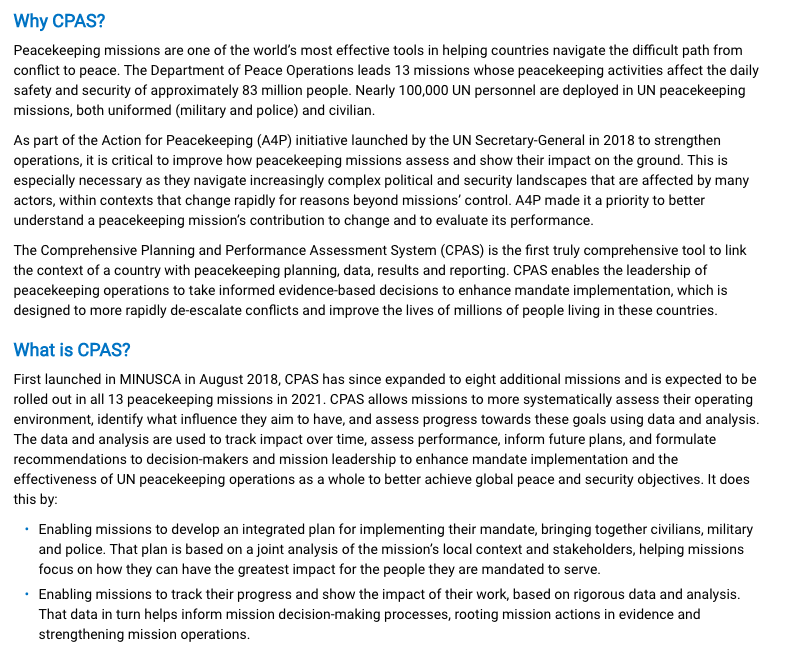 Why CPAS?
Peacekeeping missions are one of the world's most effective tools in helping countries navigate the difficult path from
conflict to peace. The Department of Peace Operations leads 13 missions whose peacekeeping activities affect the daily
safety and security of approximately 83 million people. Nearly 100,000 UN personnel are deployed in UN peacekeeping
missions, both uniformed (military and police) and civilian.
As part of the Action for Peacekeeping (A4P) initiative launched by the UN Secretary-General in 2018 to strengthen
operations, it is critical to improve how peacekeeping missions assess and show their impact on the ground. This is
especially necessary as they navigate increasingly complex political and security landscapes that are affected by many
actors, within contexts that change rapidly for reasons beyond missions' control. A4P made it a priority to better
understand a peacekeeping mission's contribution to change and to evaluate its performance.
The Comprehensive Planning and Performance Assessment System (CPAS) is the first truly comprehensive tool to link
the context of a country with peacekeeping planning, data, results and reporting. CPAS enables the leadership of
peacekeeping operations to take informed evidence-based decisions to enhance mandate implementation, which is
designed to more rapidly de-escalate conflicts and improve the lives of millions of people living in these countries.
What is CPAS?
First launched in MINUSCA in August 2018, CPAS has since expanded to eight additional missions and is expected to be
rolled out in all 13 peacekeeping missions in 2021. CPAS allows missions to more systematically assess their operating
environment, identify what influence they aim to have, and assess progress towards these goals using data and analysis.
The data and analysis are used to track impact over time, assess performance, inform future plans, and formulate
recommendations to decision-makers and mission leadership to enhance mandate implementation and the
effectiveness of UN peacekeeping operations as a whole to better achieve global peace and security objectives. It does
this by:
• Enabling missions to develop an integrated plan for implementing their mandate, bringing together civilians, military
and police. That plan is based on a joint analysis of the mission's local context and stakeholders, helping missions
focus on how they can have the greatest impact for the people they are mandated to serve.
• Enabling missions to track their progress and show the impact of their work, based on rigorous data and analysis.
That data in turn helps inform mission decision-making processes, rooting mission actions in evidence and
strengthening mission operations.